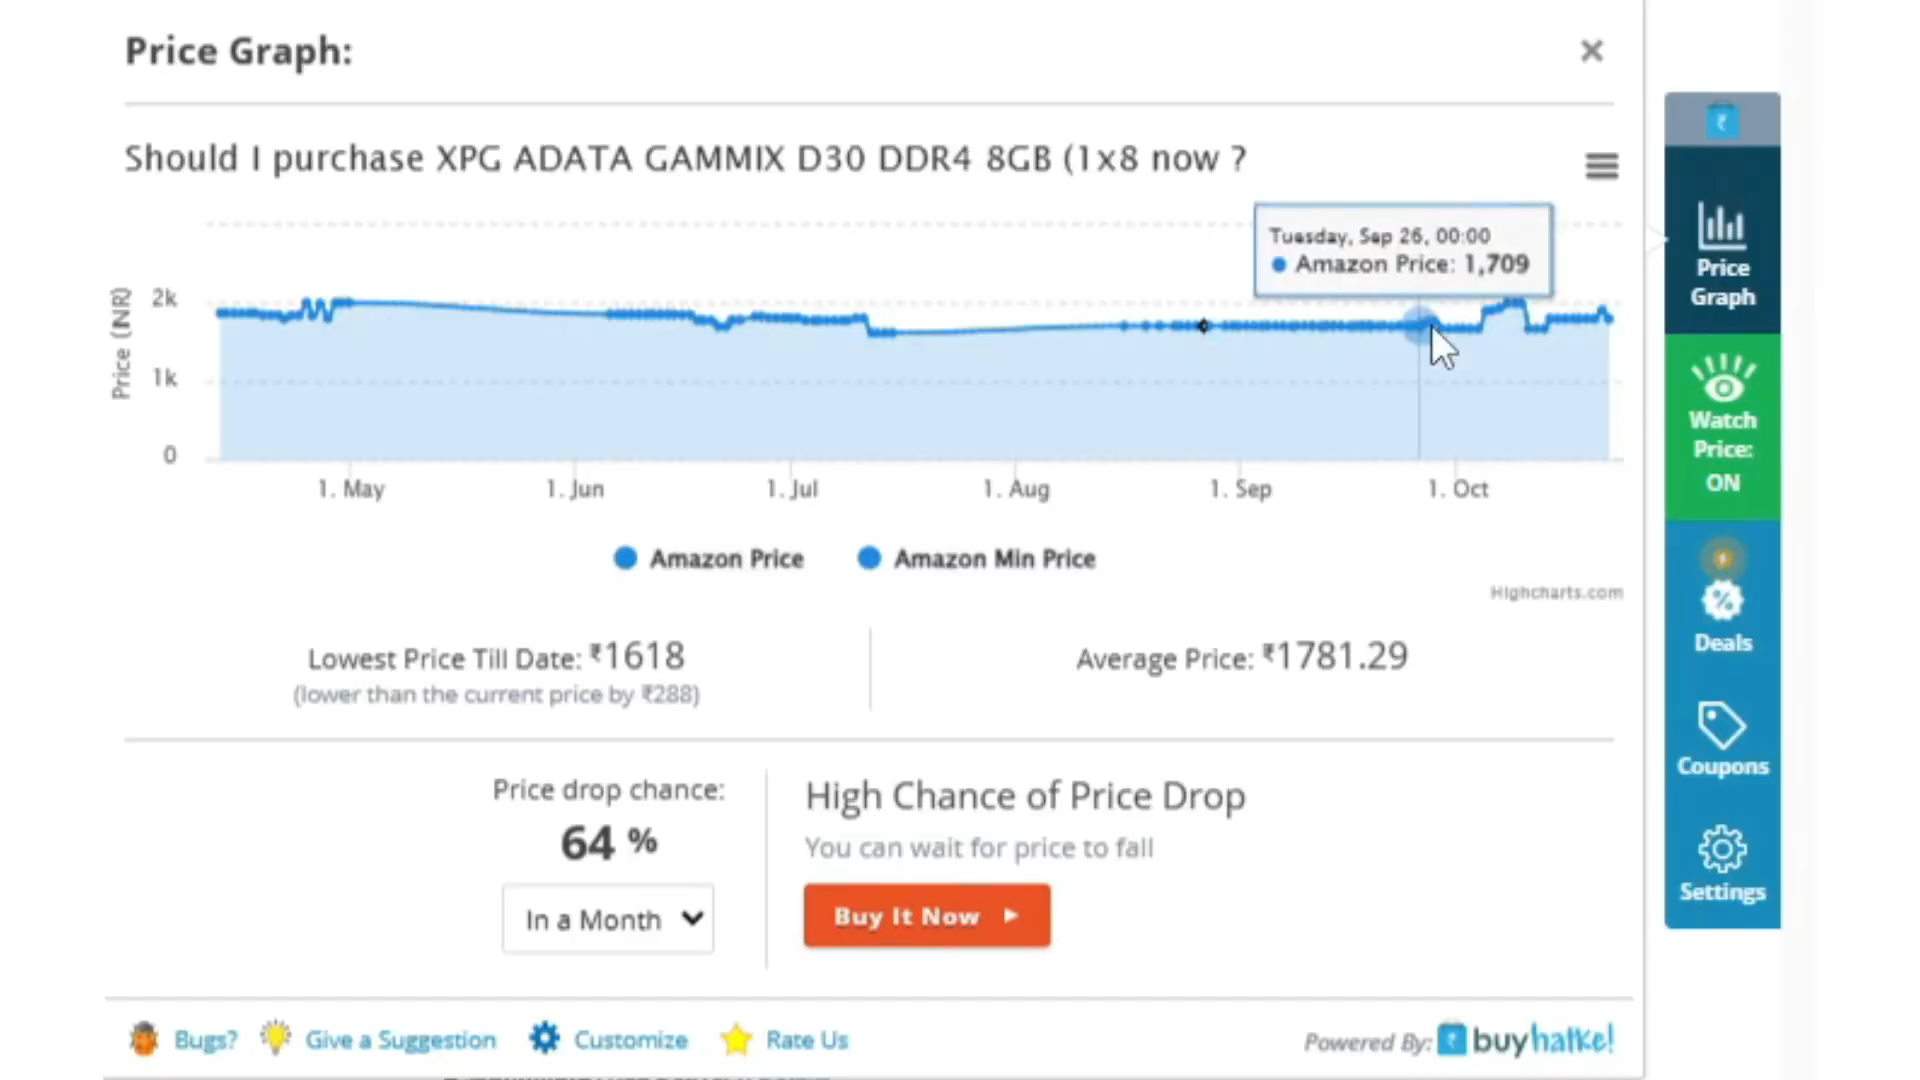 Price Graph:
Should I purchase XPG ADATA GAMMIX D30 DDR4 8GB (1x8 now ?
Tuesday, Sep 26, 00:00
Amazon Price: 1,709
Price (INR)
2k
1k
0
1. May
1. Jun
1. Jul
1. Aug
1. Sep
1. Oct
Amazon Price
Amazon Min Price
Highcharts.com
Lowest Price Till Date: ₹1618
(lower than the current price by ₹288)
Average Price: ₹1781.29
Price drop chance:
64 %
In a Month
High Chance of Price Drop
You can wait for price to fall
Buy It Now
Bugs?
Give a Suggestion
Customize
Rate Us
Powered By: buyhatke!
Price
Graph
Watch
Price:
ON
Deals
Coupons
Settings